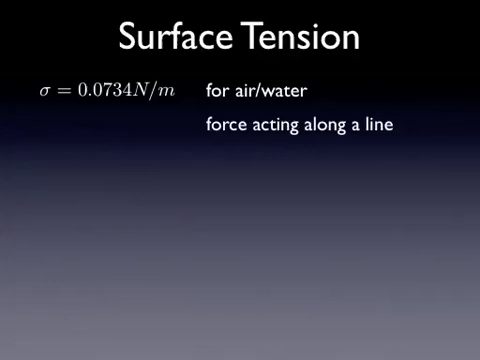 Surface Tension
σ = 0.0734N/m for air/water
force acting along a line